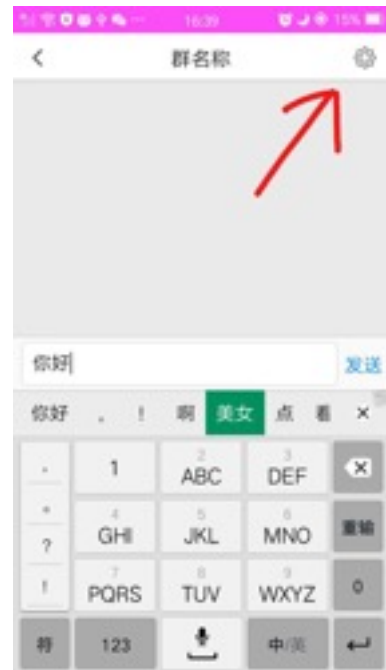 16:39 15%
群名称
你好 发送
你好 。 ! 啊 美女 点 看 ×
, 1 2 ABC 3 DEF
。 4 GHI 5 JKL 6 MNO 重输
?
! 7 PQRS 8 TUV 9 WXYZ 0
符 123 中/英